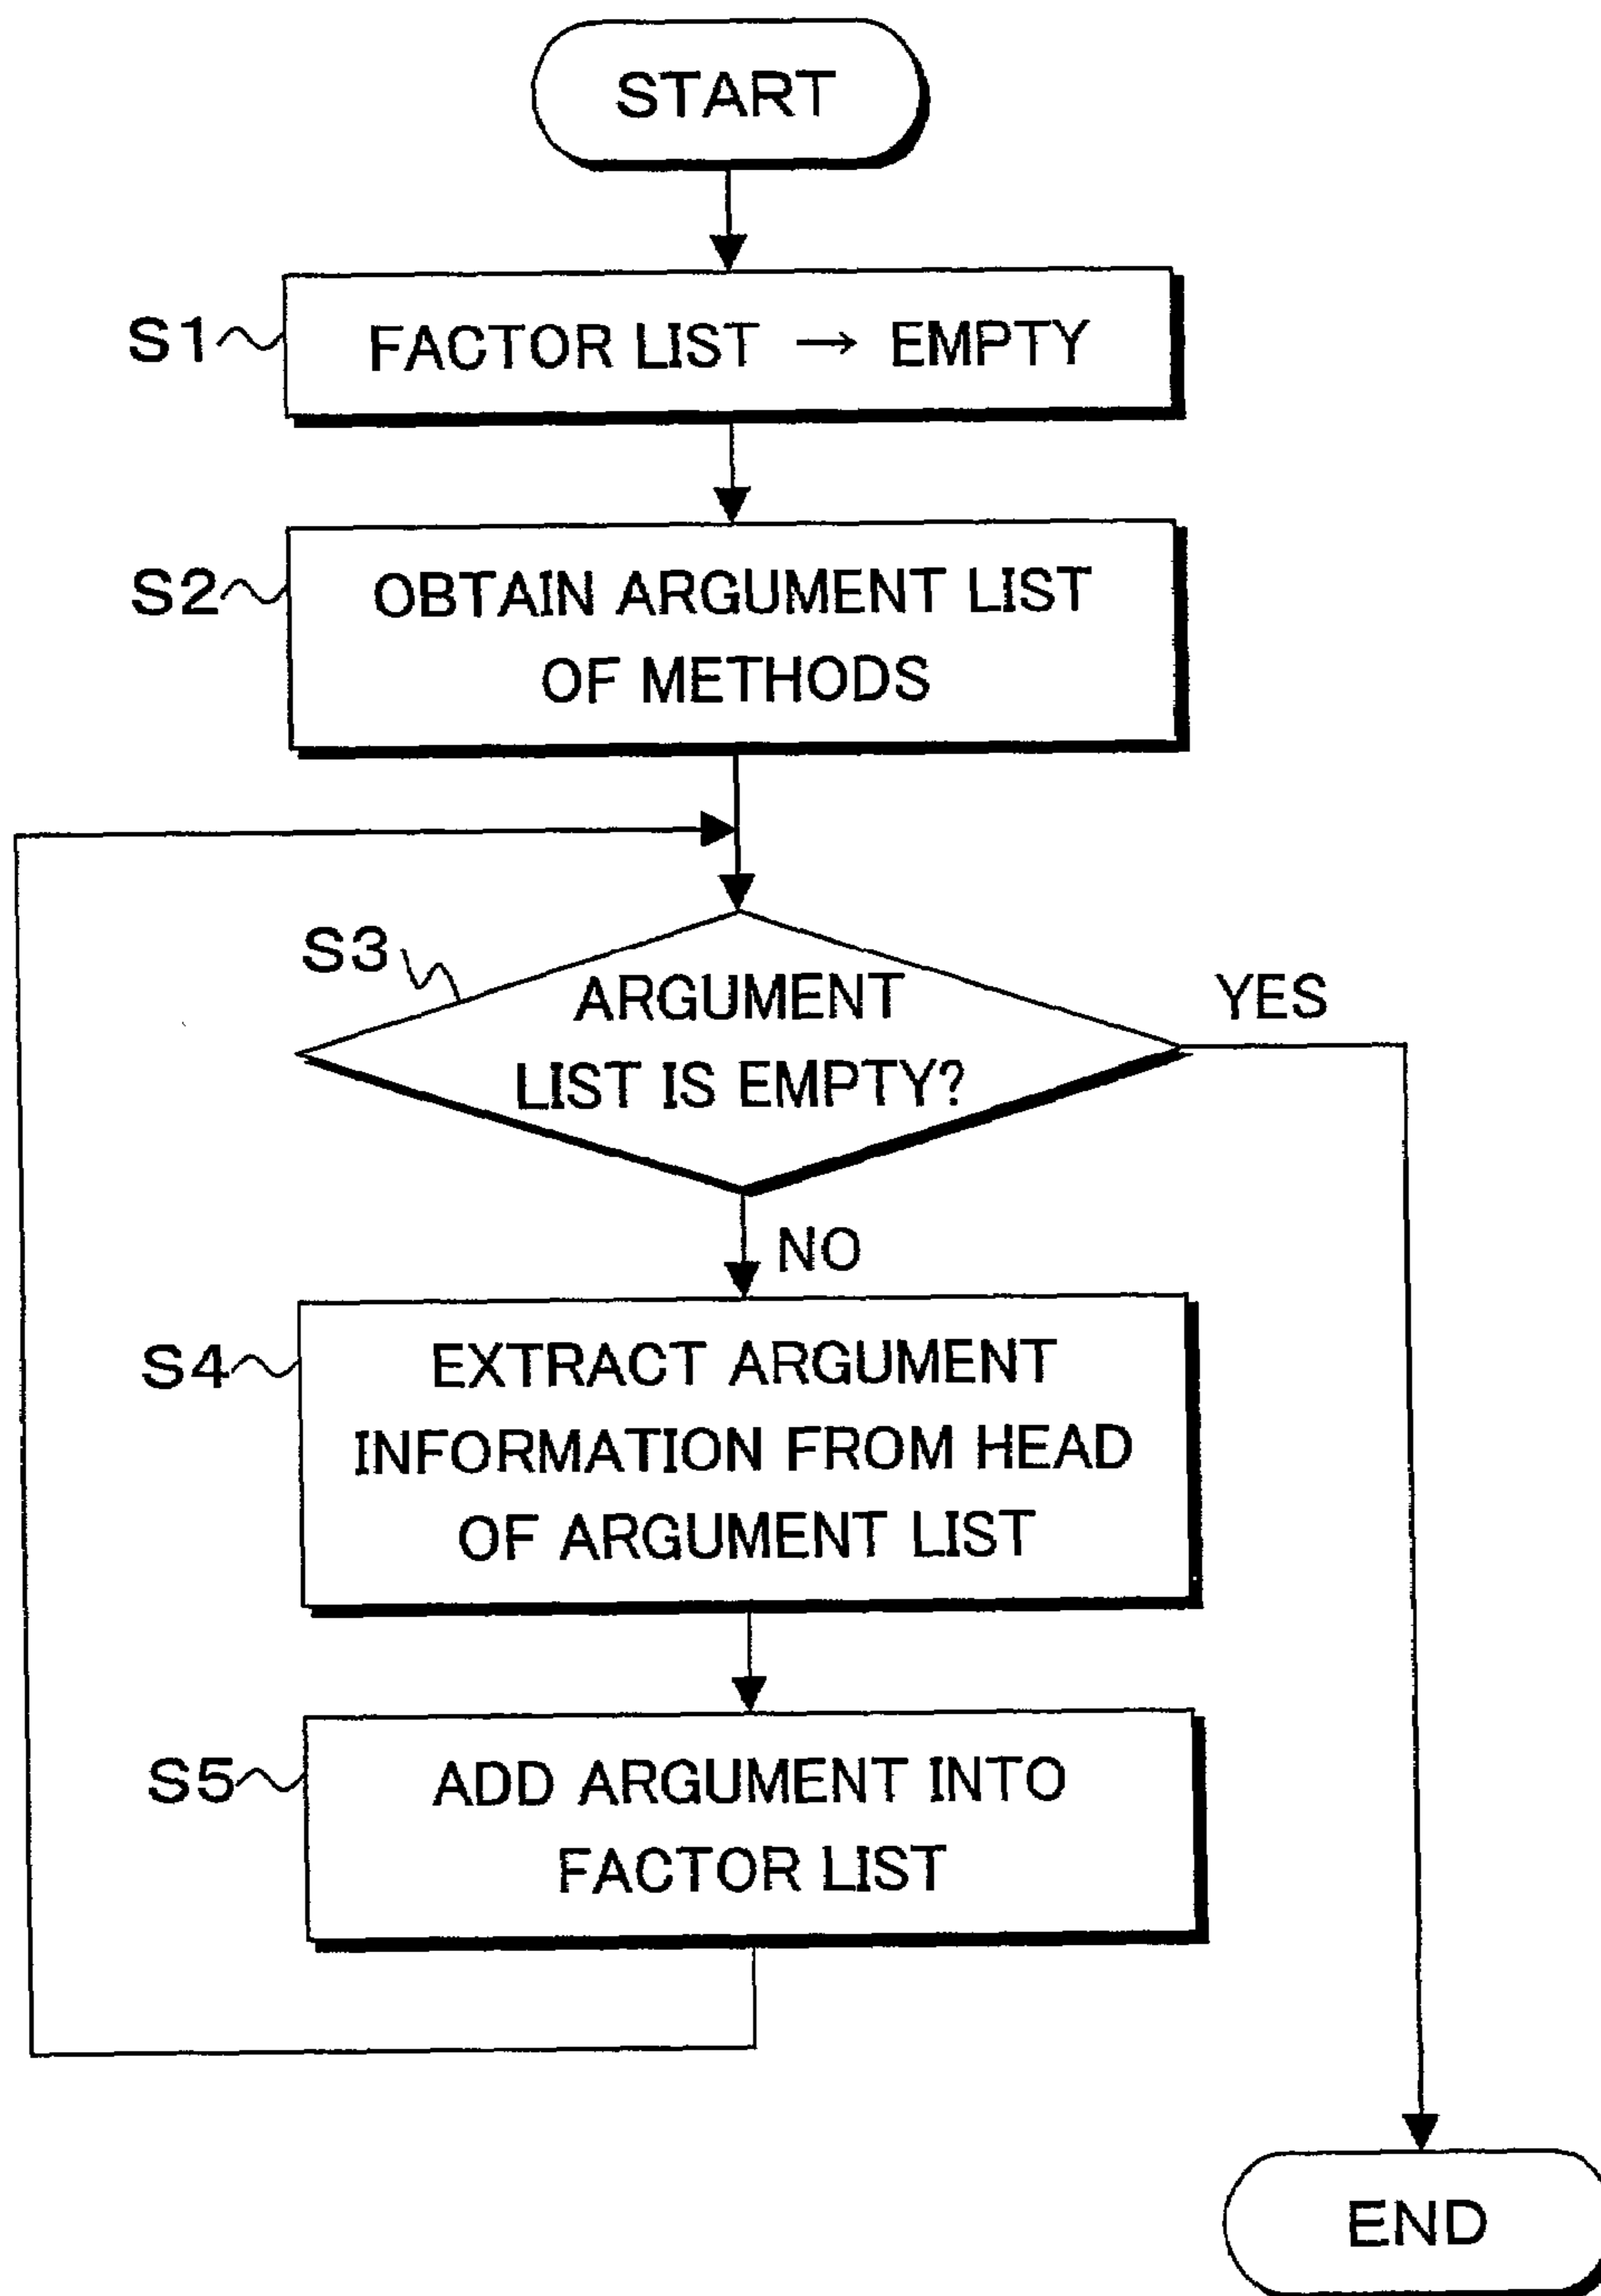 START
S1
FACTOR LIST → EMPTY
S2
OBTAIN ARGUMENT LIST
OF METHODS
S3
ARGUMENT
LIST IS EMPTY?
YES
NO
S4
EXTRACT ARGUMENT
INFORMATION FROM HEAD
OF ARGUMENT LIST
S5
ADD ARGUMENT INTO
FACTOR LIST
END